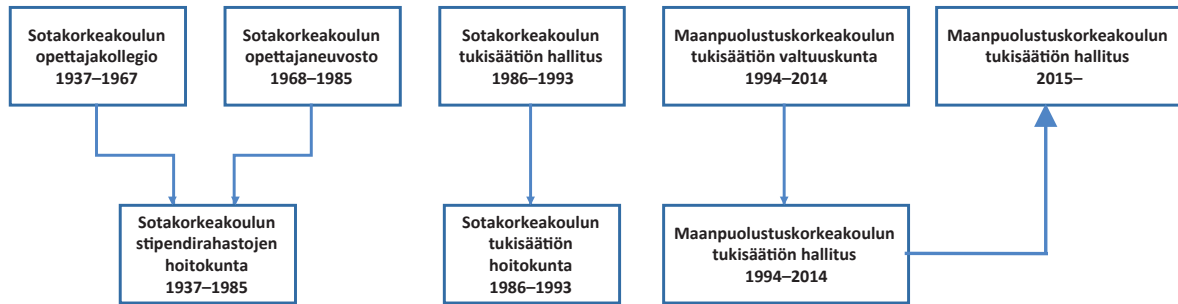 Sotakorkeakoulun
opettajakollegio
1937–1967
Sotakorkeakoulun
opettajaneuvosto
1968–1985
Sotakorkeakoulun
tukisäätiön hallitus
1986–1993
Maanpuolustuskorkeakoulun
tukisäätiön valtuuskunta
1994–2014
Maanpuolustuskorkeakoulun
tukisäätiön hallitus
2015–
Sotakorkeakoulun
stipendirahastojen
hoitokunta
1937–1985
Sotakorkeakoulun
tukisäätiön
hoitokunta
1986–1993
Maanpuolustuskorkeakoulun
tukisäätiön hallitus
1994–2014